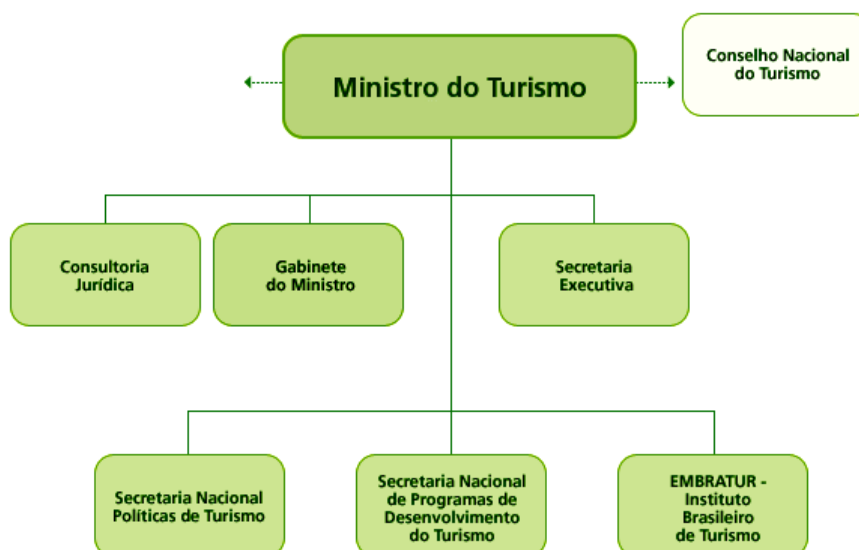 Ministro do Turismo
Conselho Nacional
do Turismo
Consultoria
Jurídica
Gabinete
do Ministro
Secretaria
Executiva
Secretaria Nacional
Políticas de Turismo
Secretaria Nacional
de Programas de
Desenvolvimento
do Turismo
EMBRATUR -
Instituto
Brasileiro
de Turismo